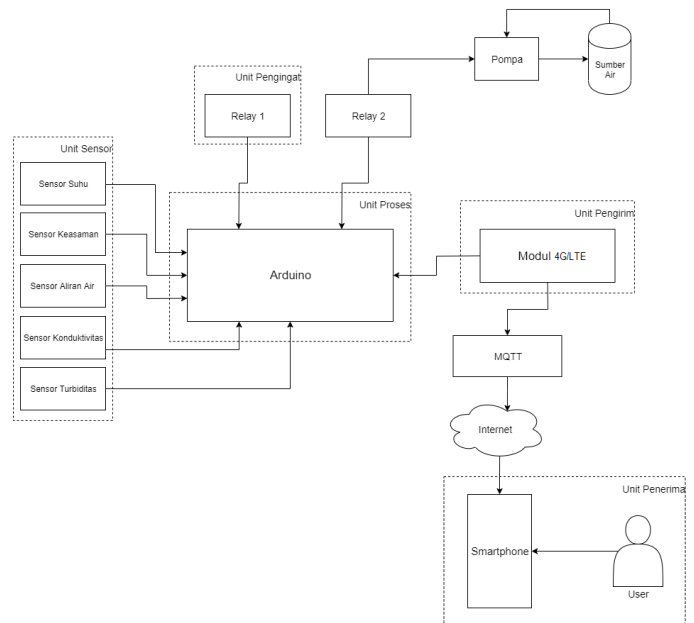 Pompa
Sumber
Air
Unit Pengingat
Relay 1
Relay 2
Unit Sensor
Sensor Suhu
Sensor Keasaman
Sensor Aliran Air
Sensor Konduktivitas
Sensor Turbiditas
Unit Proses
Arduino
Unit Pengirim
Modul 4G/LTE
MQTT
Internet
Unit Penerima
Smartphone
User